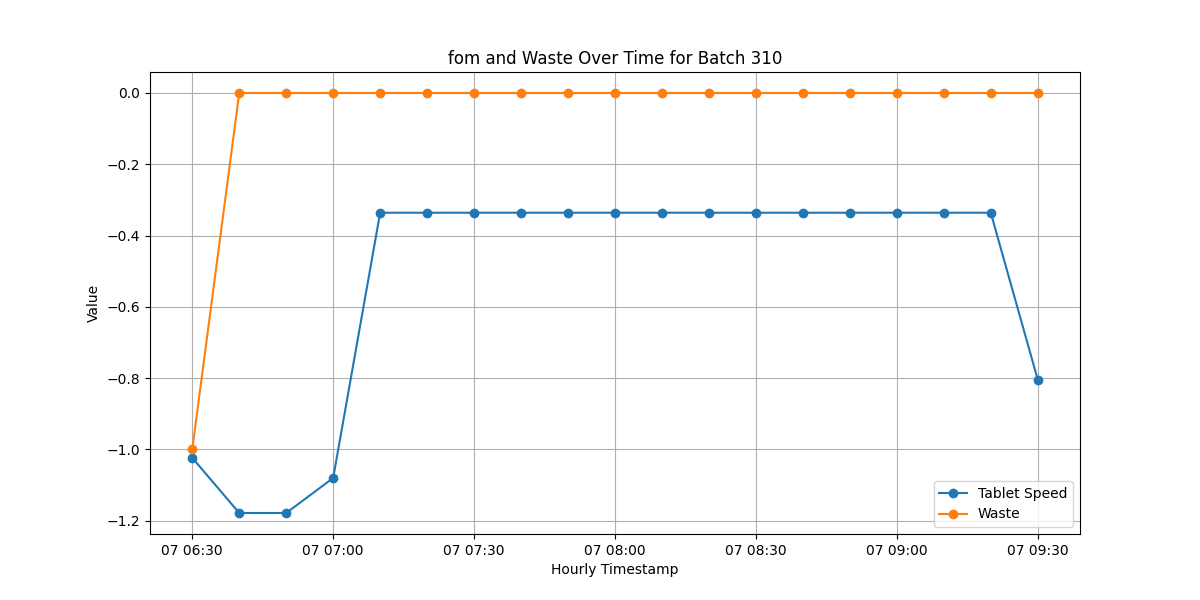 fom and Waste Over Time for Batch 310
0.0
−0.2
−0.4
−0.6
−0.8
−1.0
−1.2
Value
Tablet Speed
Waste
07 06:30 07 07:00 07 07:30 07 08:00 07 08:30 07 09:00 07 09:30
Hourly Timestamp